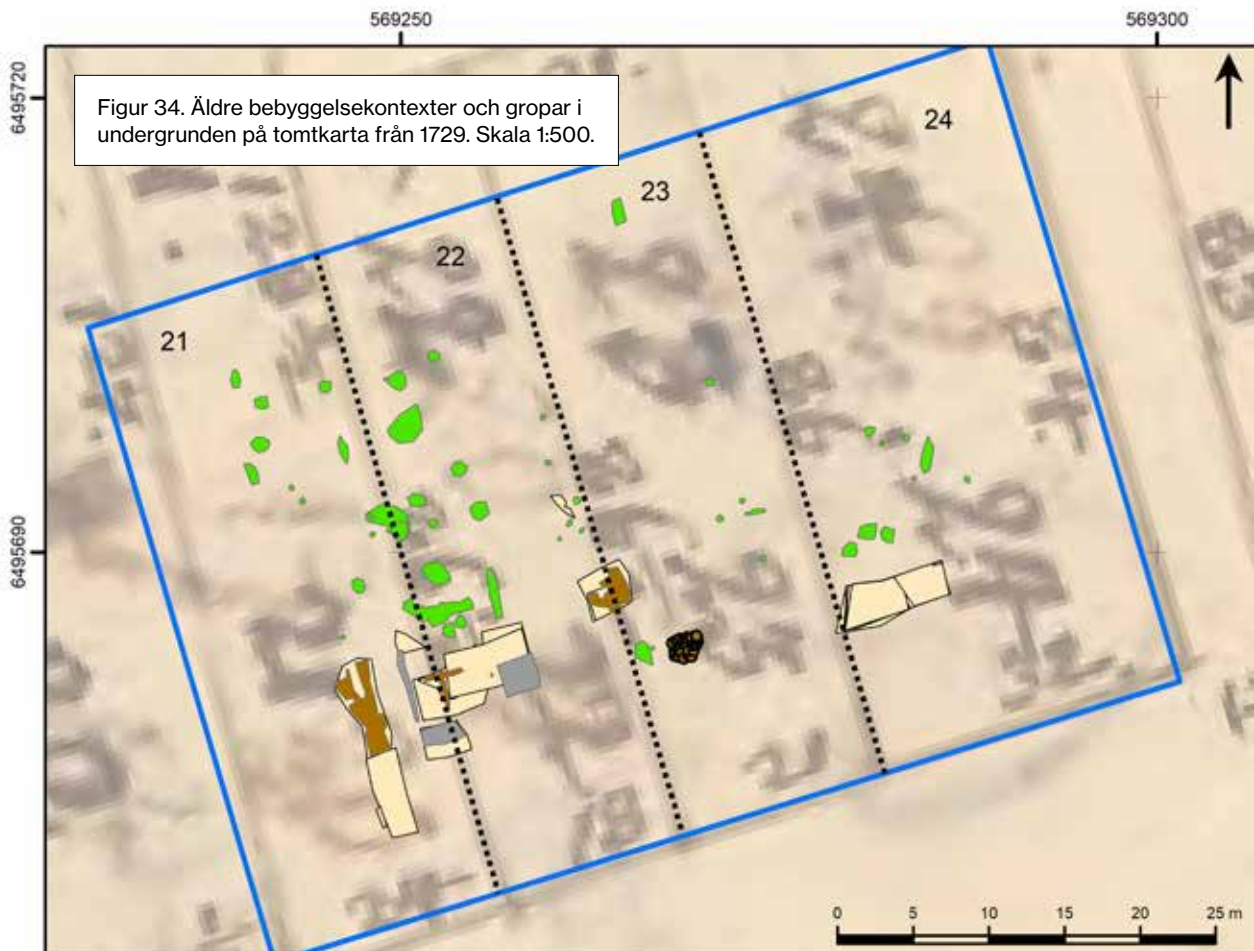 569250
569300
6495720
Figur 34. Äldre bebyggelsekontexter och gropar i
undergrunden på tomtkarta från 1729. Skala 1:500.
24
23
22
21
6495690
0 5 10 15 20 25 m